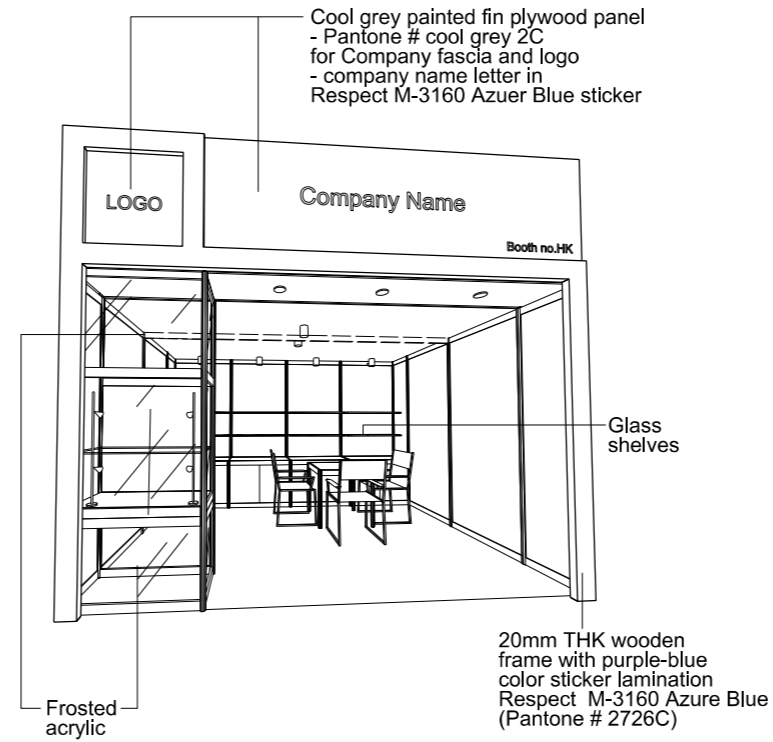 Cool grey painted fin plywood panel
- Pantone # cool grey 2C
for Company fascia and logo
- company name letter in
Respect M-3160 Azuer Blue sticker
LOGO
Company Name
Booth no.HK
Glass
shelves
20mm THK wooden
frame with purple-blue
color sticker lamination
Respect M-3160 Azure Blue
(Pantone # 2726C)
Frosted
acrylic